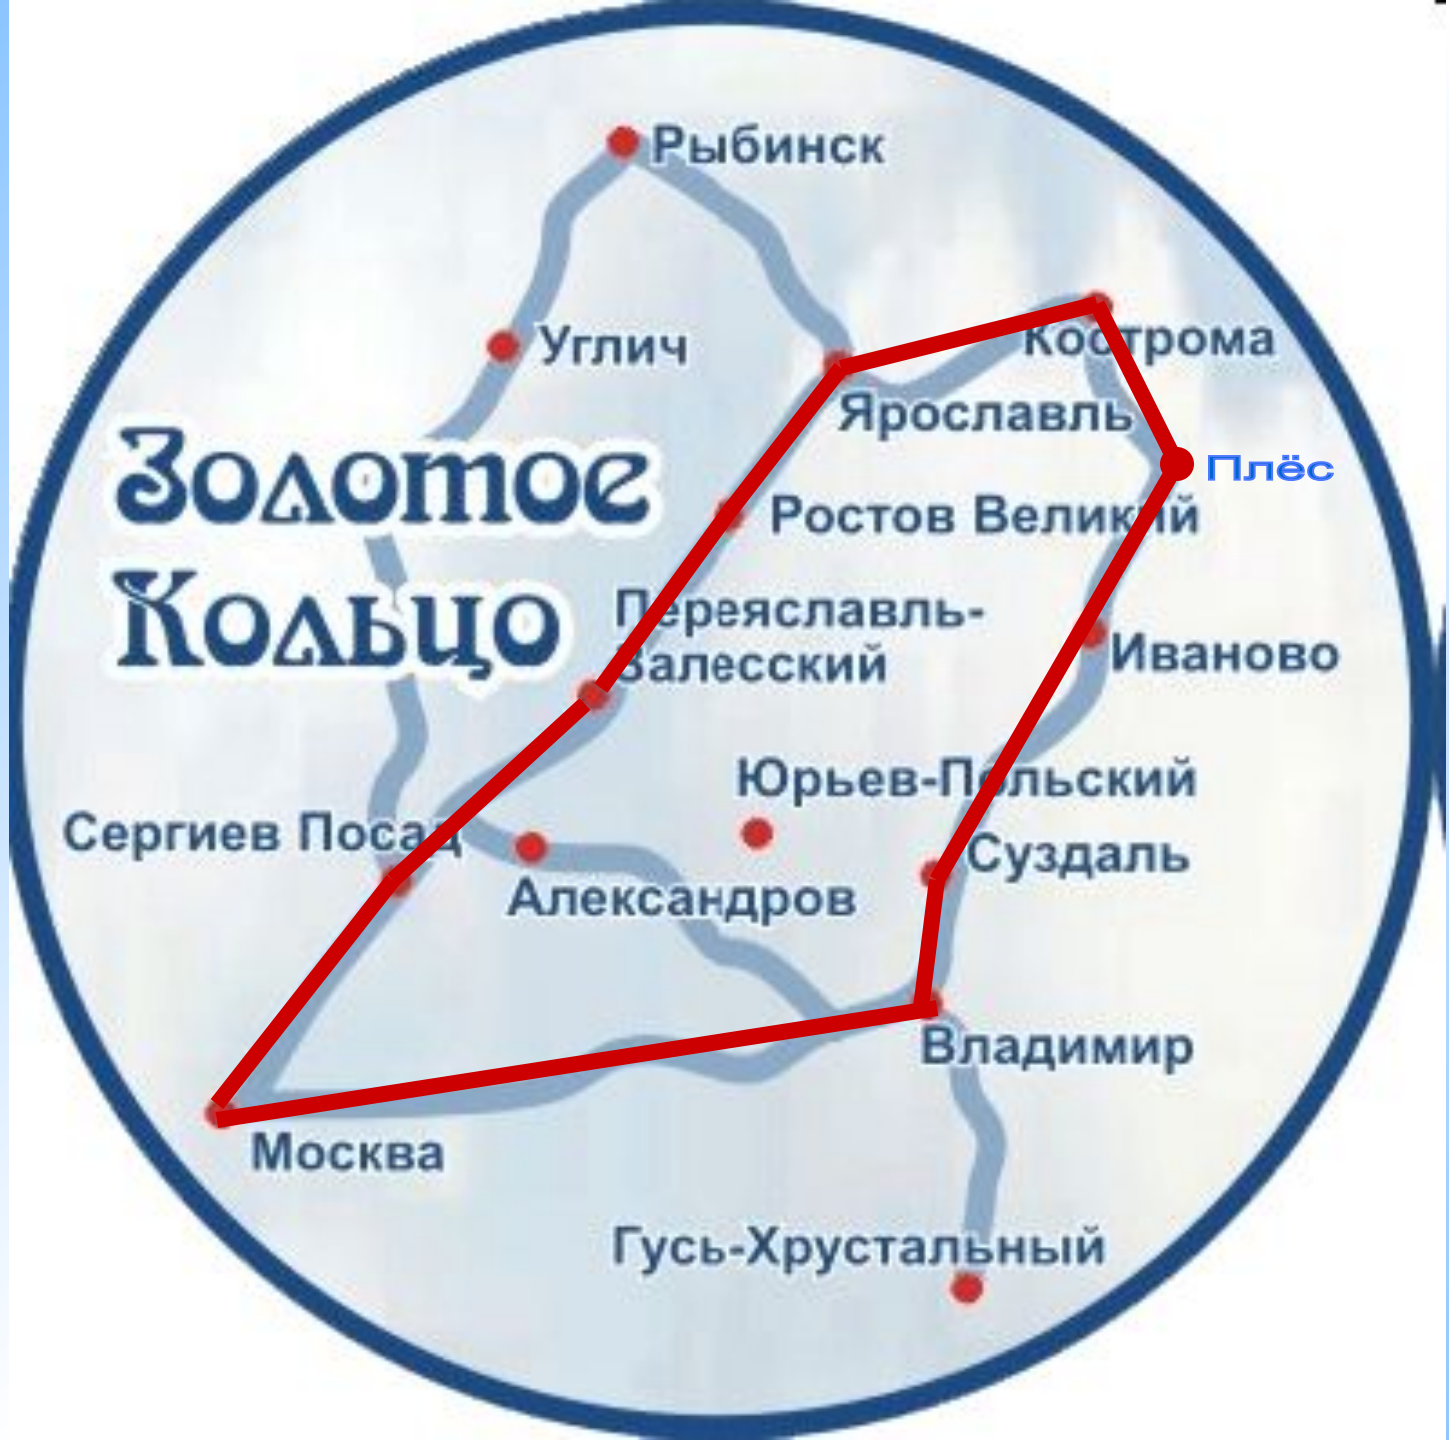 Рыбинск
Углич
Кострома
Ярославль
Золотое
Кольцо
Плёс
Ростов Великий
Переяславль-
Залесский
Иваново
Юрьев-Польский
Сергиев Посад
Суздаль
Александров
Владимир
Москва
Гусь-Хрустальный